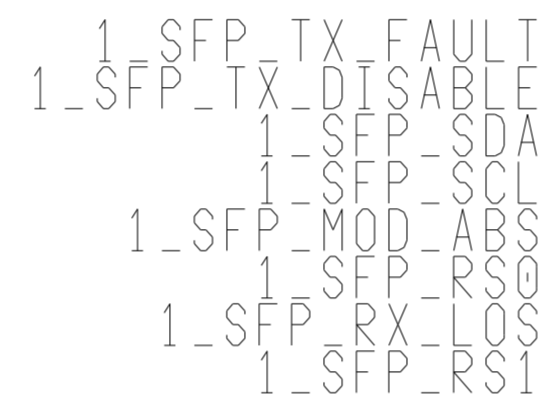 1_SFP_TX_FAULT
1_SFP_TX_DISABLE
1_SFP_SDA
1_SFP_SCL
1_SFP_MOD_ABS
1_SFP_RS0
1_SFP_RX_LOS
1_SFP_RS1